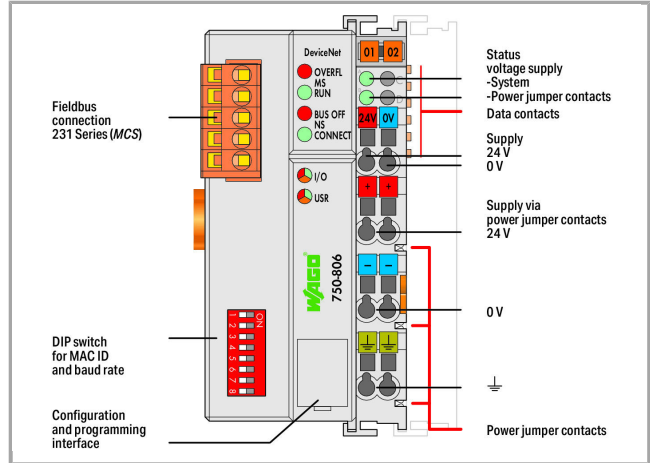 Fieldbus
connection
231 Series (MCS)
DIP switch
for MAC ID
and baud rate
Configuration
and programming
interface
DeviceNet
OVERFL
MS
RUN
BUS OFF
NS
CONNECT
I/O
USR
WAGO
750-806
ON
1
2
3
4
5
6
7
8
01 02
C
D
24V 0V
+ +
− −
Status
voltage supply
-System
-Power jumper contacts
Data contacts
Supply
24 V
0 V
Supply via
power jumper contacts
24 V
0 V
Power jumper contacts